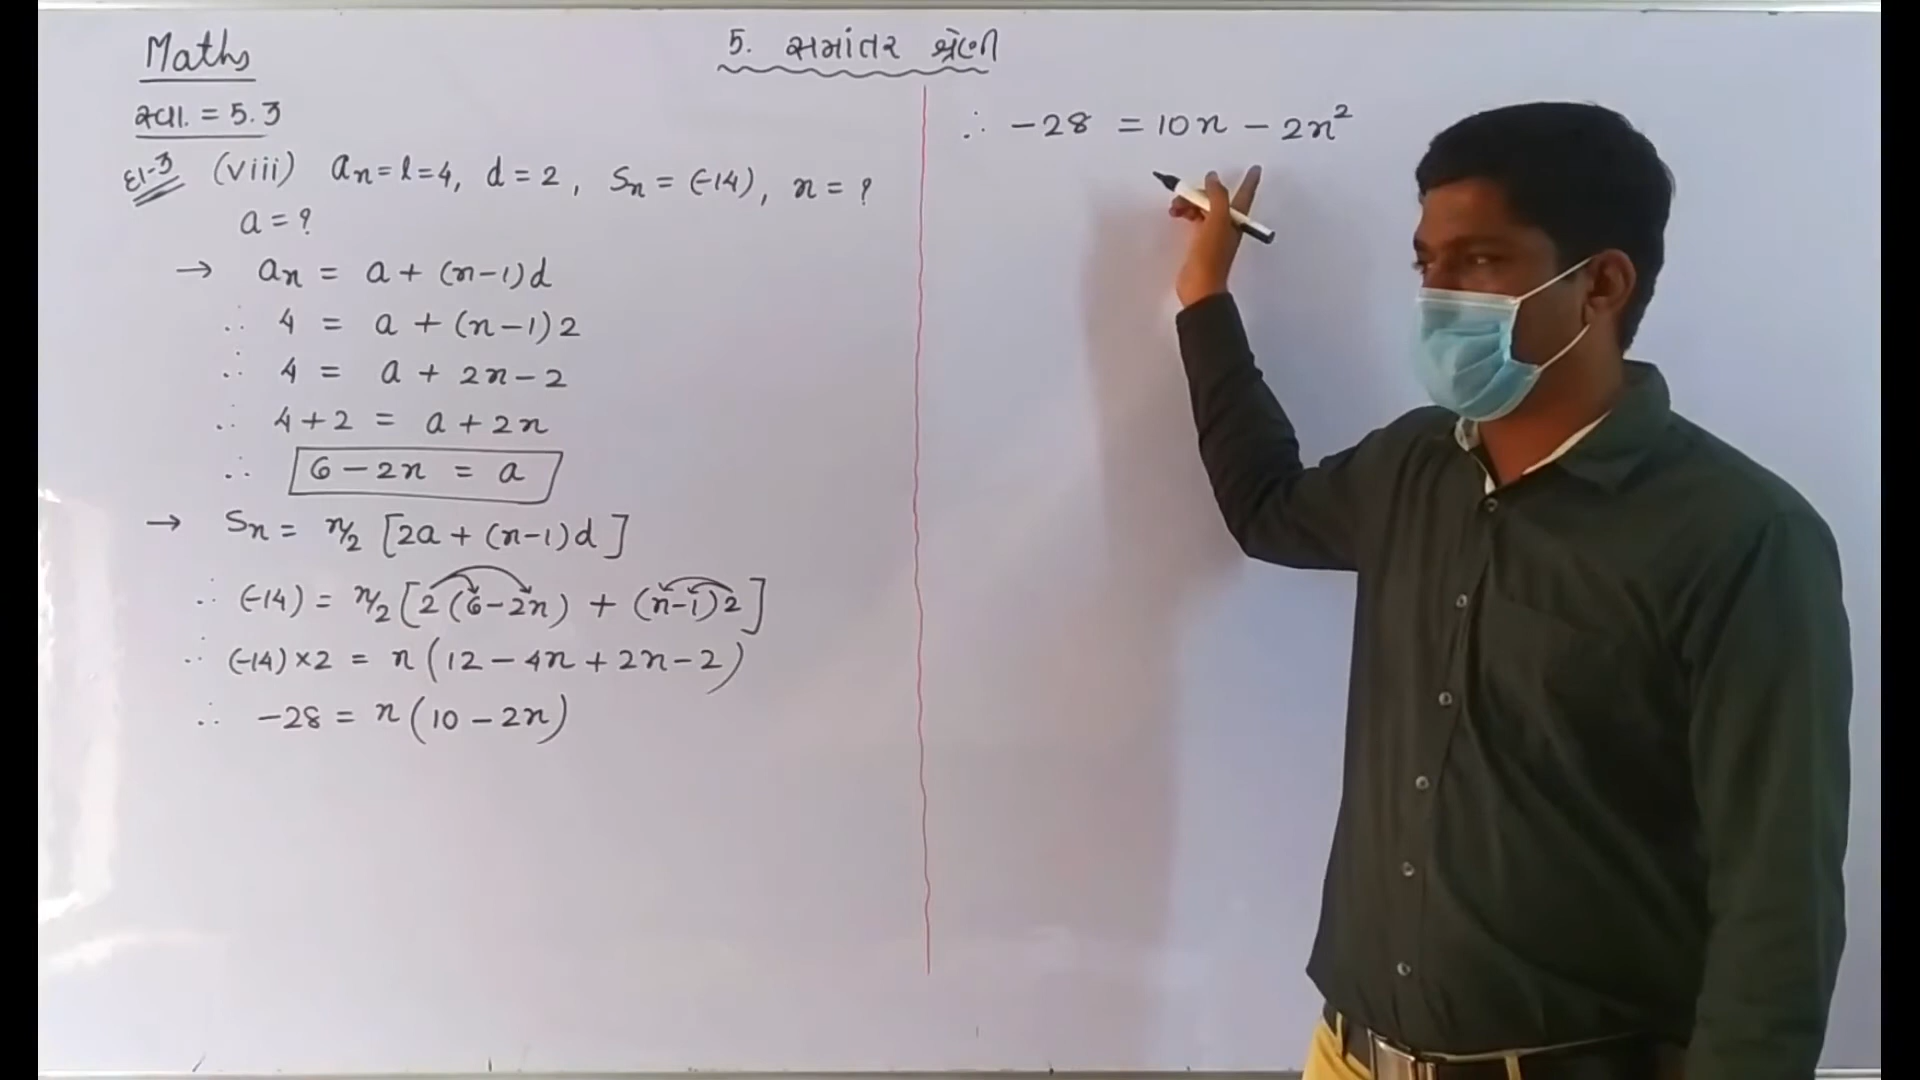 Maths
5. સમાંતર શ્રેણી
સ્વા. = 5.3
દા-3 (viii) an = l = 4, d = 2, Sn = (-14), n = ?
a = ?
→ an = a + (n-1)d
∴ 4 = a + (n-1)2
∴ 4 = a + 2n - 2
∴ 4+2 = a + 2n
∴ 6 - 2n = a
→ Sn = n/2 [2a + (n-1)d]
∴ (-14) = n/2 [2(6-2n) + (n-1)2]
∴ (-14)×2 = n(12 - 4n + 2n - 2)
∴ -28 = n(10 - 2n)
∴ -28 = 10n - 2n²